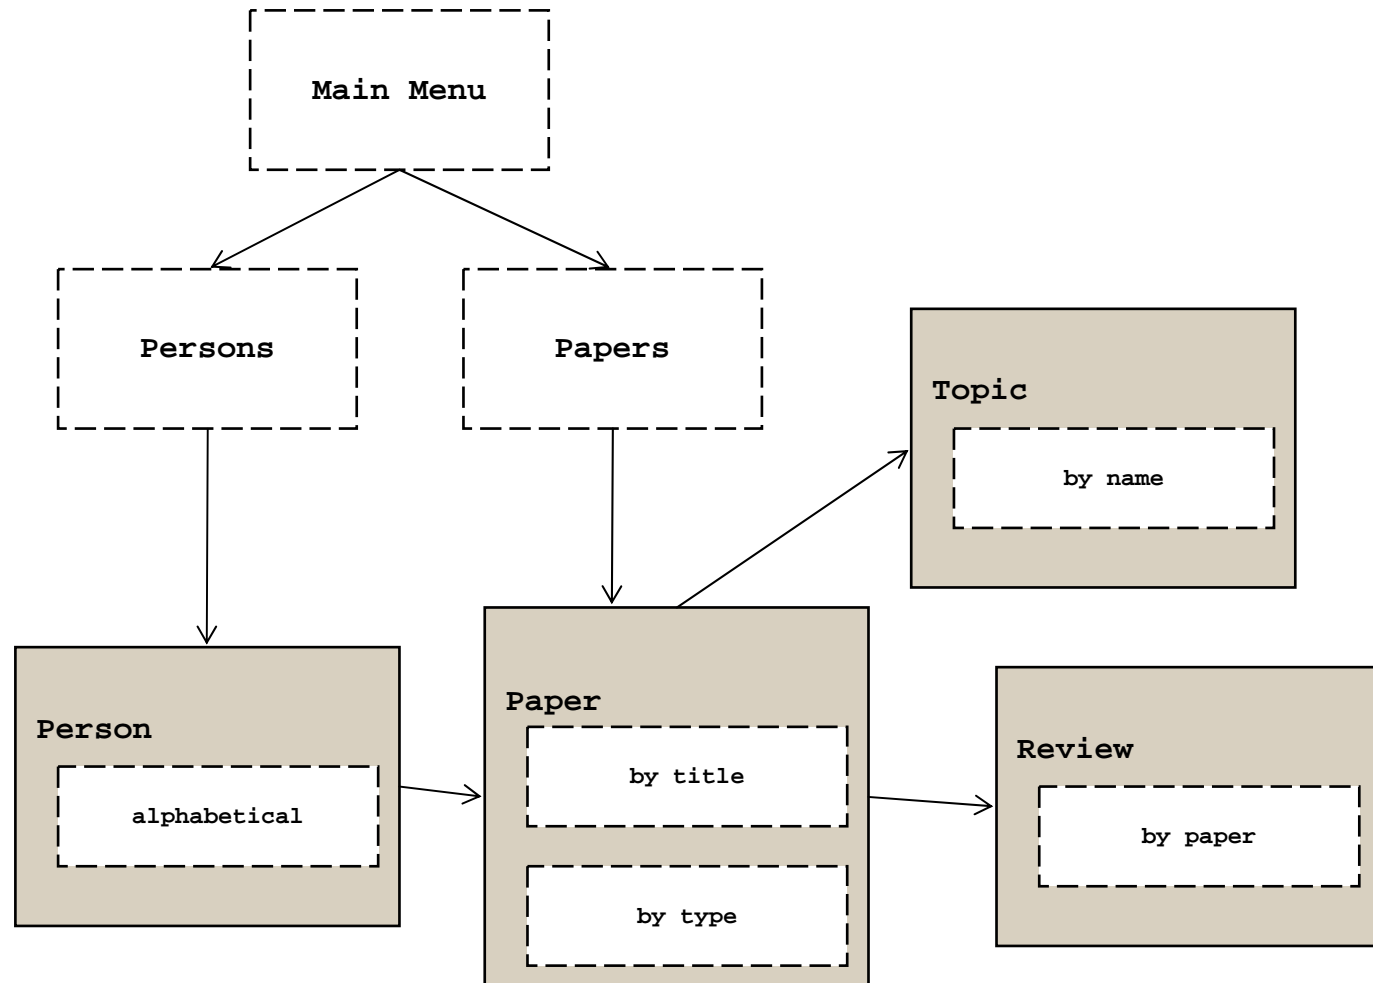 Main Menu
Persons
Papers
Topic
by name
Person
alphabetical
Paper
by title
by type
Review
by paper